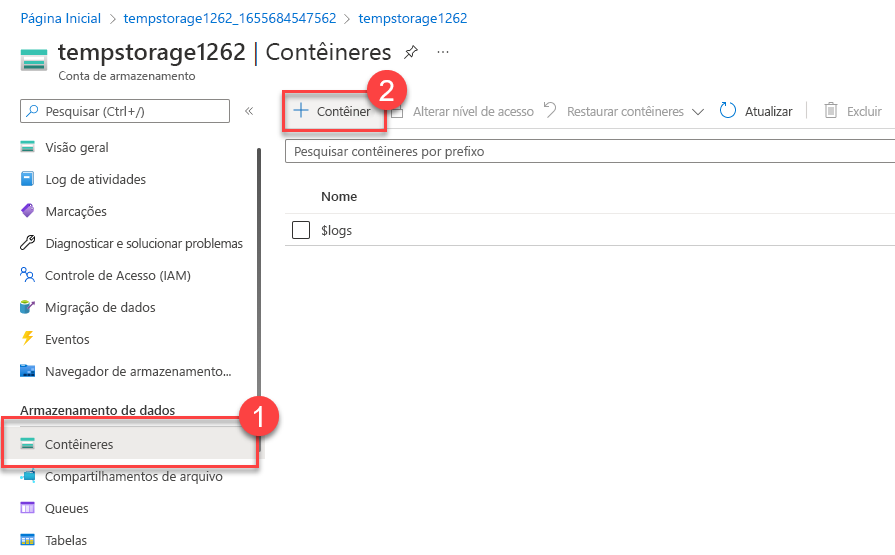 Página Inicial > tempstorage1262_1655684547562 > tempstorage1262
tempstorage1262 | Contêineres ...
Conta de armazenamento
Pesquisar (Ctrl+/) «
+ Contêiner 2 Alterar nível de acesso Restaurar contêineres Atualizar Excluir
Pesquisar contêineres por prefixo
Nome
$logs
Visão geral
Log de atividades
Marcações
Diagnosticar e solucionar problemas
Controle de Acesso (IAM)
Migração de dados
Eventos
Navegador de armazenamento...
Armazenamento de dados
1
Contêineres
Compartilhamentos de arquivo
Queues
Tabelas